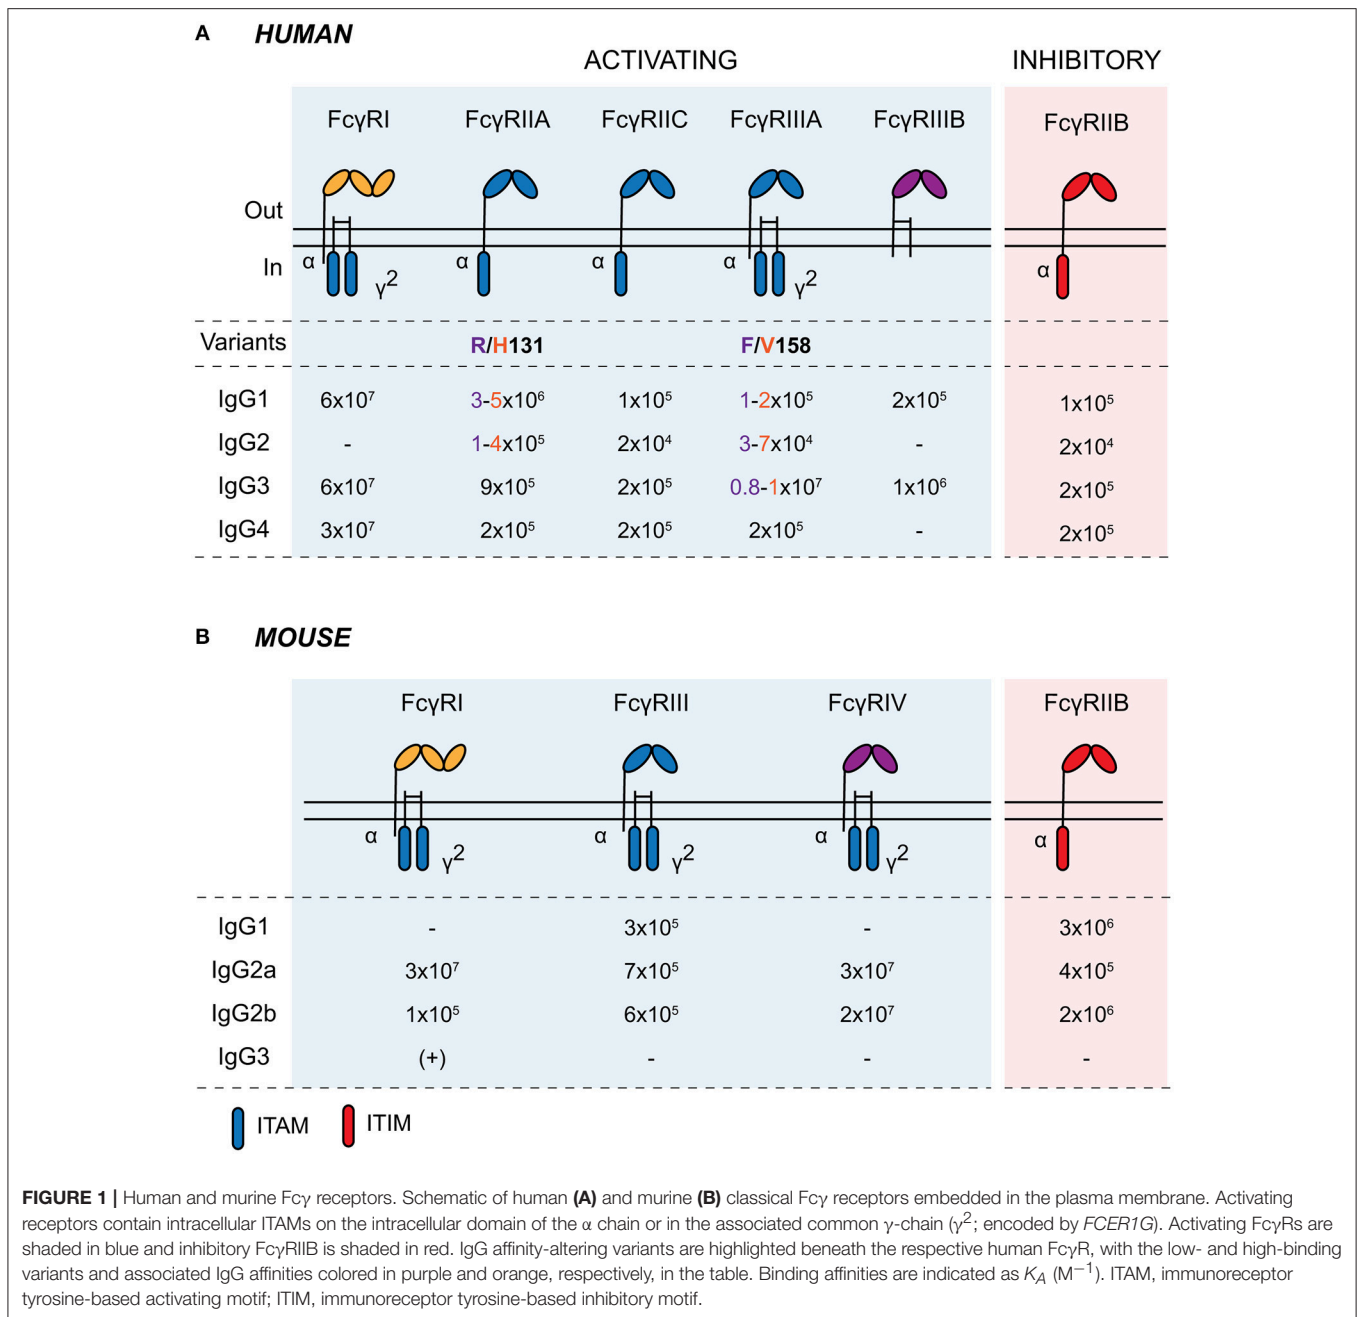 A HUMAN
ACTIVATING INHIBITORY
FcγRI FcγRIIA FcγRIIC FcγRIIIA FcγRIIIB FcγRIIB
Out
In α γ² α α α γ² α
Variants R/H131 F/V158
IgG1 6x10⁷ 3-5x10⁶ 1x10⁵ 1-2x10⁵ 2x10⁵ 1x10⁵
IgG2 - 1-4x10⁵ 2x10⁴ 3-7x10⁴ - 2x10⁴
IgG3 6x10⁷ 9x10⁵ 2x10⁵ 0.8-1x10⁷ 1x10⁶ 2x10⁵
IgG4 3x10⁷ 2x10⁵ 2x10⁵ 2x10⁵ - 2x10⁵
B MOUSE
FcγRI FcγRIII FcγRIV FcγRIIB
α γ² α γ² α γ² α
IgG1 - 3x10⁵ - 3x10⁶
IgG2a 3x10⁷ 7x10⁵ 3x10⁷ 4x10⁵
IgG2b 1x10⁵ 6x10⁵ 2x10⁷ 2x10⁶
IgG3 (+) - - -
ITAM ITIM
FIGURE 1 | Human and murine Fcγ receptors. Schematic of human (A) and murine (B) classical Fcγ receptors embedded in the plasma membrane. Activating
receptors contain intracellular ITAMs on the intracellular domain of the α chain or in the associated common γ-chain (γ²; encoded by FCER1G). Activating FcγRs are
shaded in blue and inhibitory FcγRIIB is shaded in red. IgG affinity-altering variants are highlighted beneath the respective human FcγR, with the low- and high-binding
variants and associated IgG affinities colored in purple and orange, respectively, in the table. Binding affinities are indicated as K_A (M⁻¹). ITAM, immunoreceptor
tyrosine-based activating motif; ITIM, immunoreceptor tyrosine-based inhibitory motif.